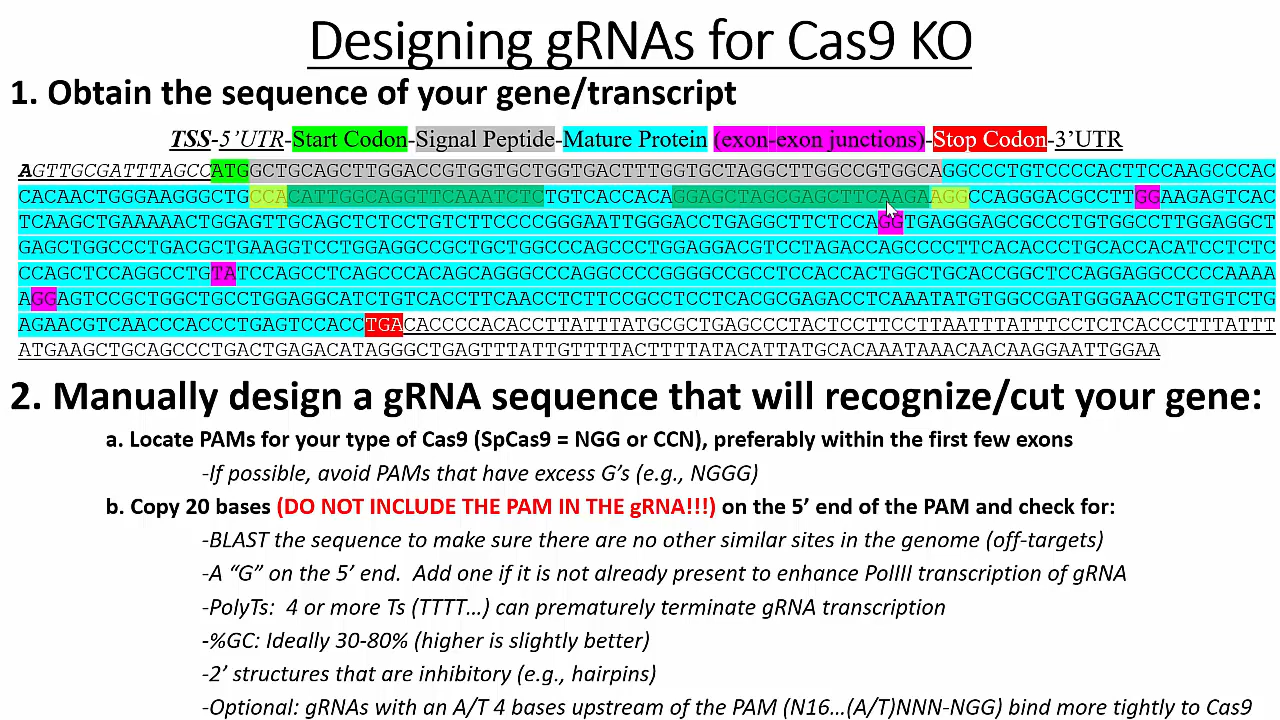 Designing gRNAs for Cas9 KO
1. Obtain the sequence of your gene/transcript
TSS-5’UTR-Start Codon-Signal Peptide-Mature Protein (exon-exon junctions)-Stop Codon-3’UTR
AGTTGCGATTTAGCCATGGCTGCAGCTTGGACCGTGGTGCTGGTGACTTTGGTGCTAGGCTTGGCCGTGGCAGGCCCTGTCCCCACTTCCAAGCCCAC
CACAACTGGGAAGGGCTGCCACATTGGCAGGTTCAAATCTCTGTCACCACAGGAGCTAGCGAGCTTCAAGAAGGCCAGGGACGCCTTGGAAGAGTCAC
TCAAGCTGAAAAACTGGAGTTGCAGCTCTCCTGTCTTCCCCGGGAATTGGGACCTGAGGCTTCTCCAGGTGAGGGAGCGCCCTGTGGCCTTGGAGGCT
GAGCTGGCCCTGACGCTGAAGGTCCTGGAGGCCGCTGCTGGCCCAGCCCTGGAGGACGTCCTAGACCAGCCCCTTCACACCCTGCACCACATCCTCTC
CCAGCTCCAGGCCTGTATCCAGCCTCAGCCCACAGCAGGGCCCAGGCCCCGGGGCCGCCTCCACCACTGGCTGCACCGGCTCCAGGAGGCCCCCAAAA
AGGAGTCCGCTGGCTGCCTGGAGGCATCTGTCACCTTCAACCTCTTCCGCCTCCTCACGCGAGACCTCAAATATGTGGCCGATGGGAACCTGTGTCTG
AGAACGTCAACCCACCCTGAGTCCACCTGACACCCCACACCTTATTTATGCGCTGAGCCCTACTCCTTCCTTAATTTATTTCCTCTCACCCTTTATTT
ATGAAGCTGCAGCCCTGACTGAGACATAGGGCTGAGTTTATTGTTTTACTTTTATACATTATGCACAAATAAACAACAAGGAATTGGAA
2. Manually design a gRNA sequence that will recognize/cut your gene:
a. Locate PAMs for your type of Cas9 (SpCas9 = NGG or CCN), preferably within the first few exons
-If possible, avoid PAMs that have excess G’s (e.g., NGGG)
b. Copy 20 bases (DO NOT INCLUDE THE PAM IN THE gRNA!!!) on the 5’ end of the PAM and check for:
-BLAST the sequence to make sure there are no other similar sites in the genome (off-targets)
-A “G” on the 5’ end.  Add one if it is not already present to enhance PolIII transcription of gRNA
-PolyTs:  4 or more Ts (TTTT…) can prematurely terminate gRNA transcription
-%GC: Ideally 30-80% (higher is slightly better)
-2’ structures that are inhibitory (e.g., hairpins)
-Optional: gRNAs with an A/T 4 bases upstream of the PAM (N16…(A/T)NNN-NGG) bind more tightly to Cas9